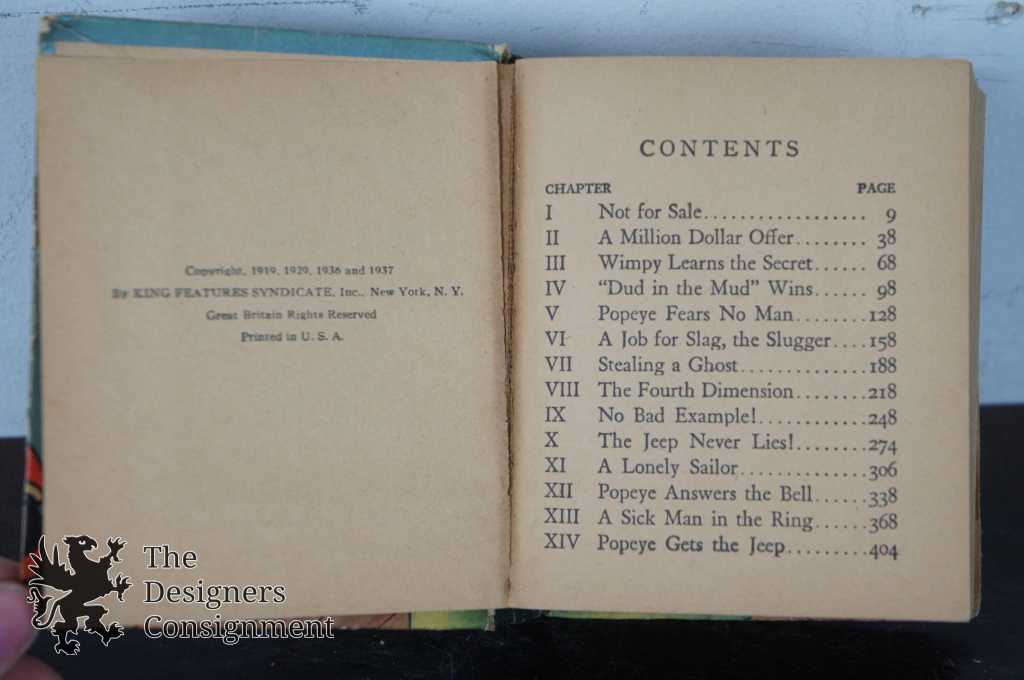 Copyright, 1919, 1929, 1936 and 1937
By KING FEATURES SYNDICATE, Inc., New York, N. Y.
Great Britain Rights Reserved
Printed in U. S. A.
CONTENTS
CHAPTER PAGE
I Not for Sale.................. 9
II A Million Dollar Offer........ 38
III Wimpy Learns the Secret...... 68
IV "Dud in the Mud" Wins...... 98
V Popeye Fears No Man........128
VI A Job for Slag, the Slugger....158
VII Stealing a Ghost..............188
VIII The Fourth Dimension........218
IX No Bad Example!............248
X The Jeep Never Lies!........274
XI A Lonely Sailor..............306
XII Popeye Answers the Bell......338
XIII A Sick Man in the Ring......368
XIV Popeye Gets the Jeep.........404
The
Designers
Consignment